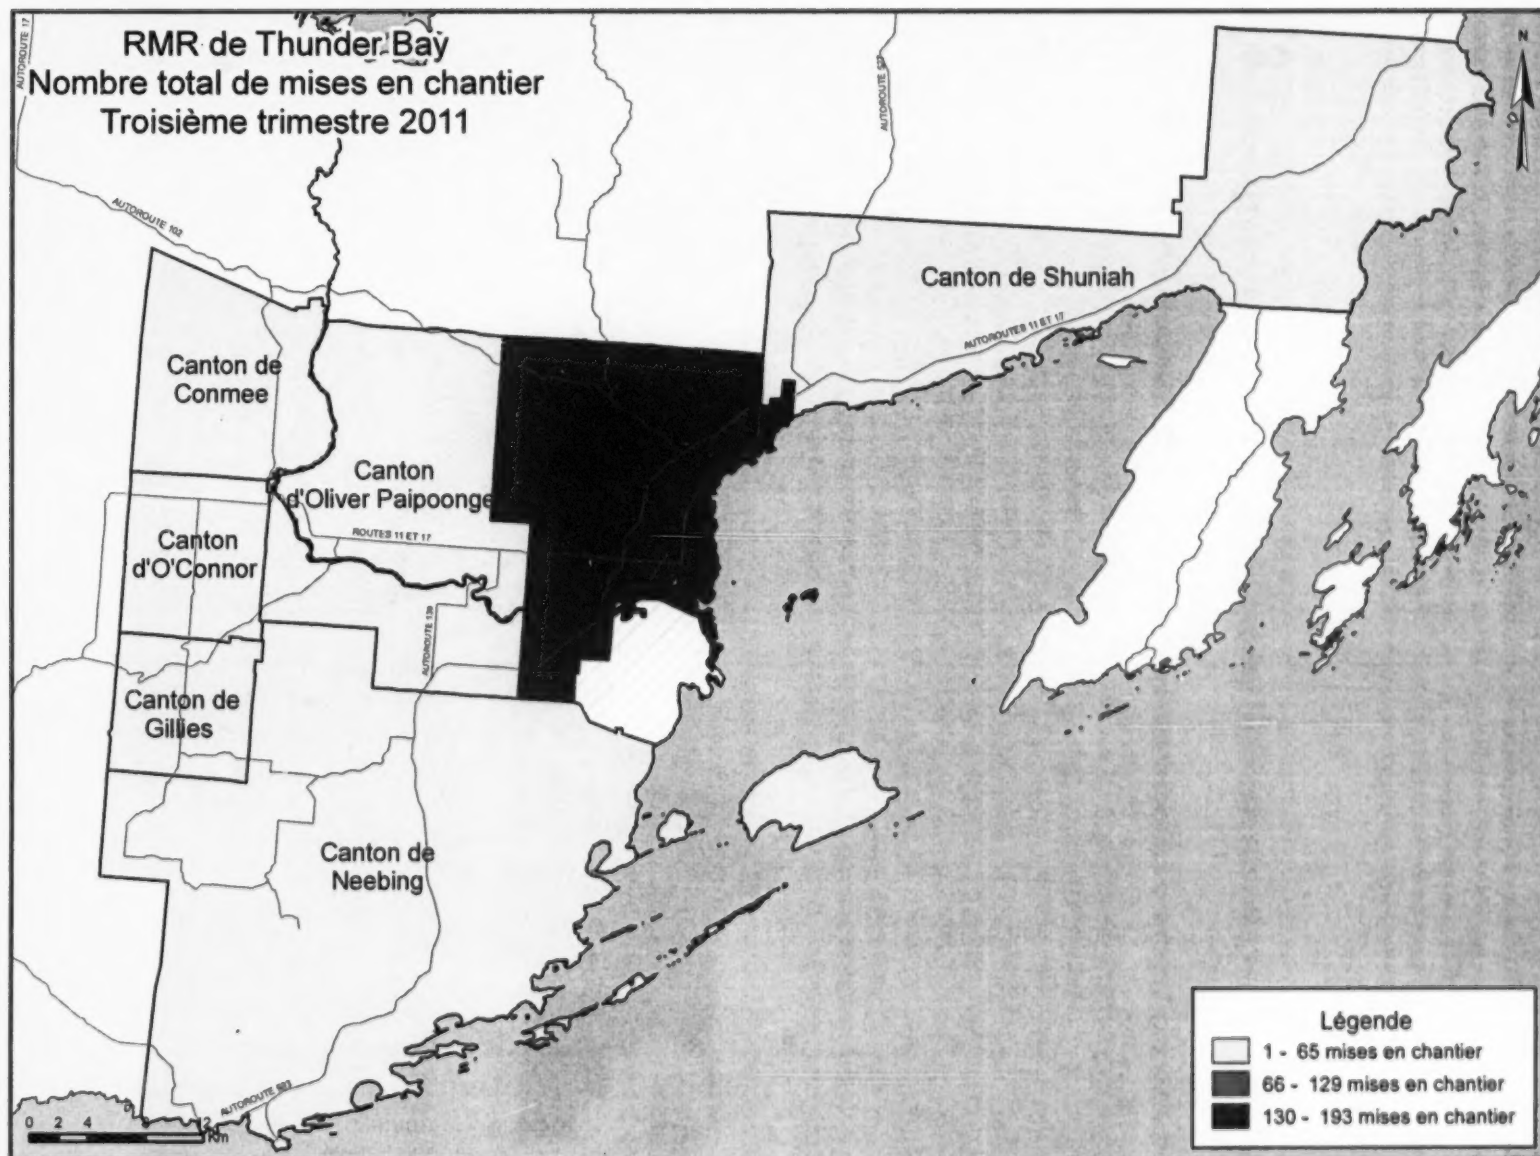 RMR de Thunder Bay
Nombre total de mises en chantier
Troisième trimestre 2011
N
AUTOROUTE 17
AUTOROUTE 102
Canton de Shuniah
AUTOROUTES 11 ET 17
Canton de
Conmee
Canton
d'Oliver Paipoonge
ROUTES 11 ET 17
Canton
d'O'Connor
AUTOROUTE 130
Canton de
Gillies
Canton de
Neebing
Légende
1 - 65 mises en chantier
66 - 129 mises en chantier
130 - 193 mises en chantier
0 2 4 8 12
Km